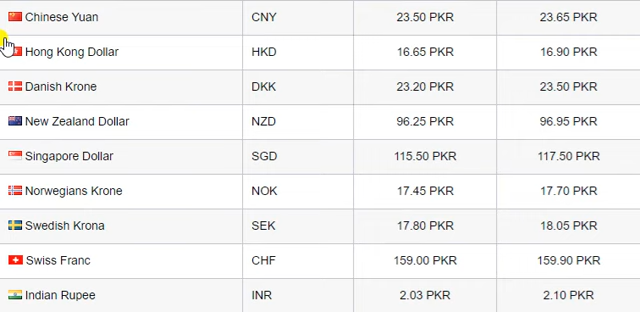 Chinese Yuan CNY 23.50 PKR 23.65 PKR
Hong Kong Dollar HKD 16.65 PKR 16.90 PKR
Danish Krone DKK 23.20 PKR 23.50 PKR
New Zealand Dollar NZD 96.25 PKR 96.95 PKR
Singapore Dollar SGD 115.50 PKR 117.50 PKR
Norwegians Krone NOK 17.45 PKR 17.70 PKR
Swedish Krona SEK 17.80 PKR 18.05 PKR
Swiss Franc CHF 159.00 PKR 159.90 PKR
Indian Rupee INR 2.03 PKR 2.10 PKR